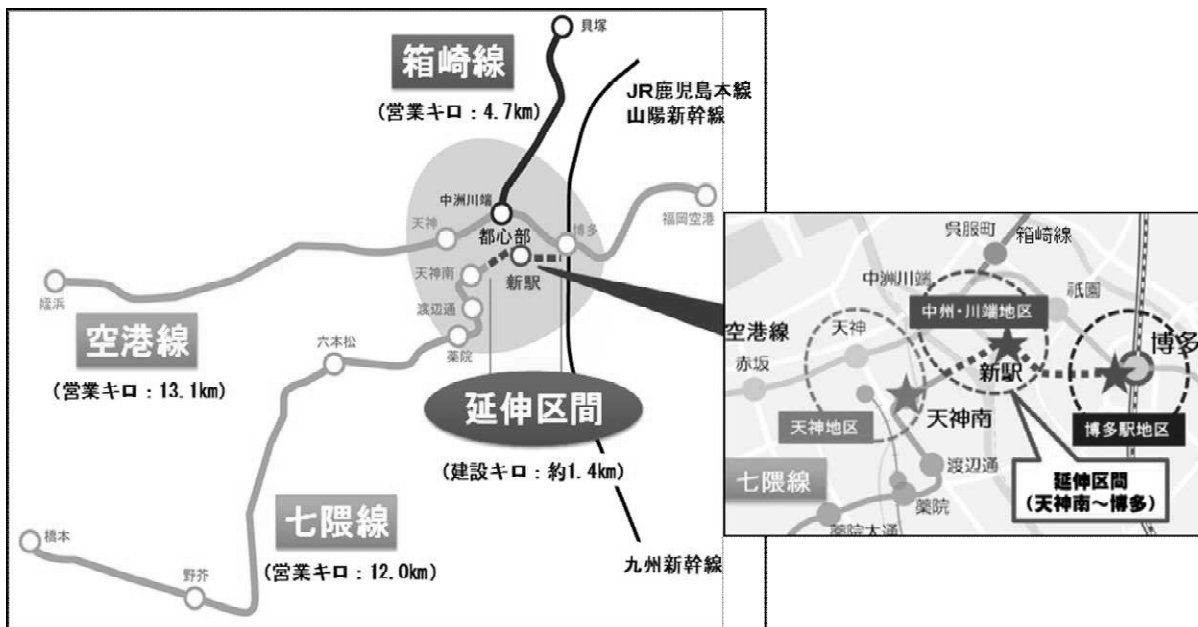 貝塚
箱崎線
(営業キロ：4.7km)
JR鹿児島本線
山陽新幹線
中洲川端
福岡空港
天神
博多
都心部
新駅
天神南
姪浜
渡辺通
空港線
六本松
薬院
(営業キロ：13.1km)
延伸区間
(建設キロ：約1.4km)
七隈線
橋本
(営業キロ：12.0km)
九州新幹線
野芥
呉服町
箱崎線
中洲川端
祇園
中州・川端地区
空港線
天神
博多
赤坂
新駅
天神南
天神地区
博多駅地区
渡辺通
七隈線
延伸区間
(天神南～博多)
薬院
薬院大通